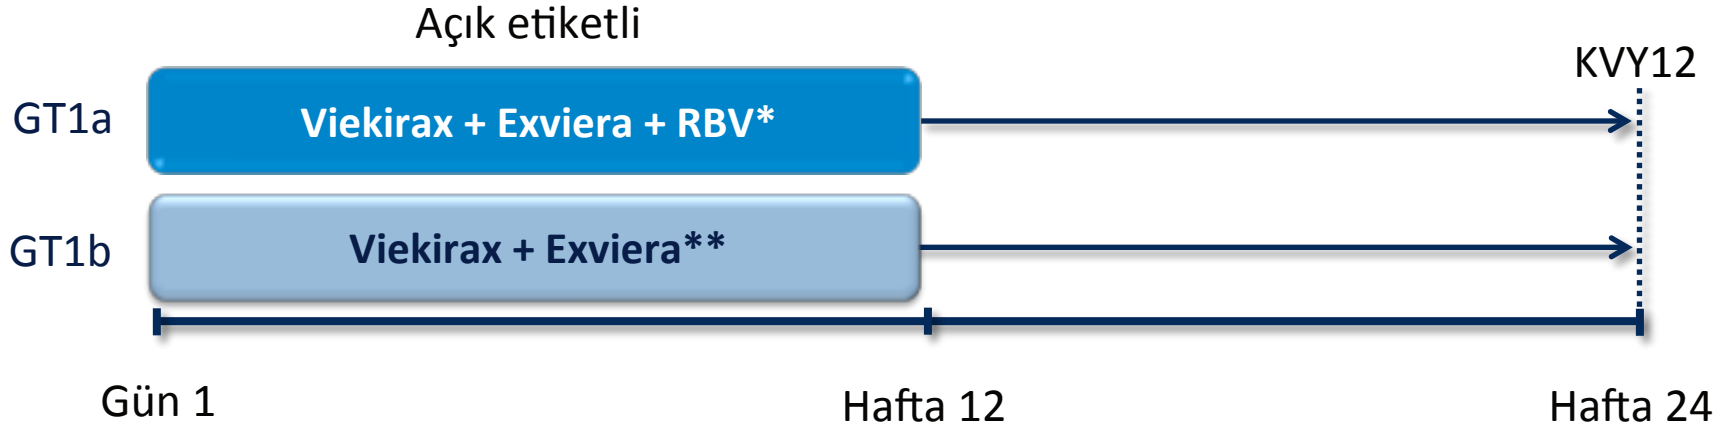 Açık etiketli
KVY12
GT1a
Viekirax + Exviera + RBV*
GT1b
Viekirax + Exviera**
Gün 1
Hafta 12
Hafta 24